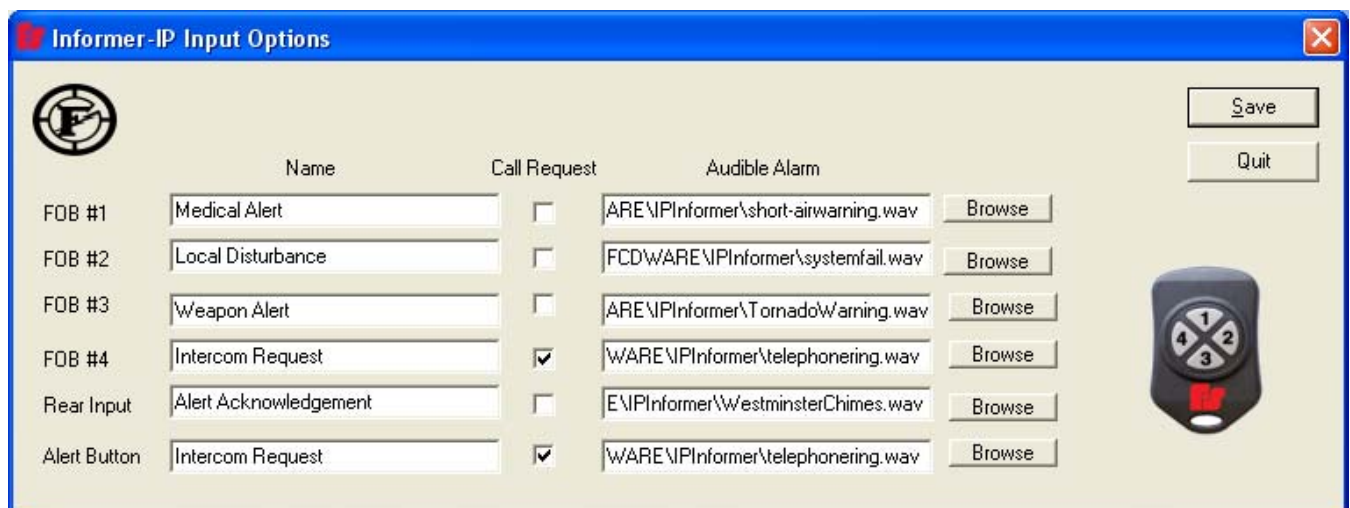 Informer-IP Input Options
Save
Quit
Name Call Request Audible Alarm
FOB #1 Medical Alert ARE\IPInformer\short-airwarning.wav Browse
FOB #2 Local Disturbance FCDWARE\IPInformer\systemfail.wav Browse
FOB #3 Weapon Alert ARE\IPInformer\TornadoWarning.wav Browse
FOB #4 Intercom Request WARE\IPInformer\telephonering.wav Browse
Rear Input Alert Acknowledgement E\IPInformer\WestminsterChimes.wav Browse
Alert Button Intercom Request WARE\IPInformer\telephonering.wav Browse
F
1
4 2
3